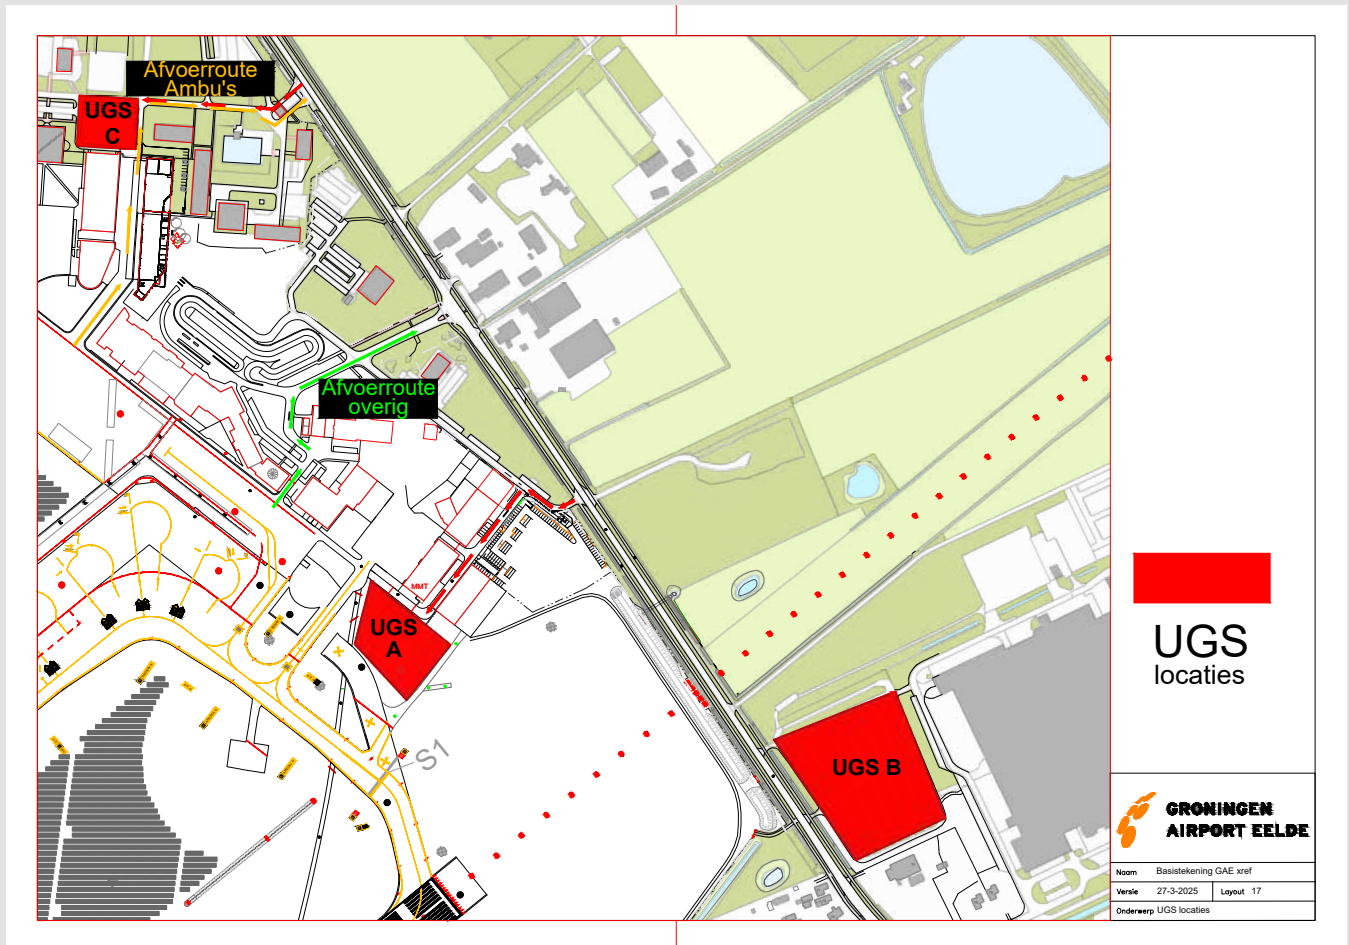 Afvoerroute
Ambu's
UGS
C
Afvoerroute
overig
MMT
UGS
A
S1
UGS B
UGS
locaties
GRONINGEN
AIRPORT EELDE
Naam Basistekening GAE xref
Versie 27-3-2025 Layout 17
Onderwerp UGS locaties